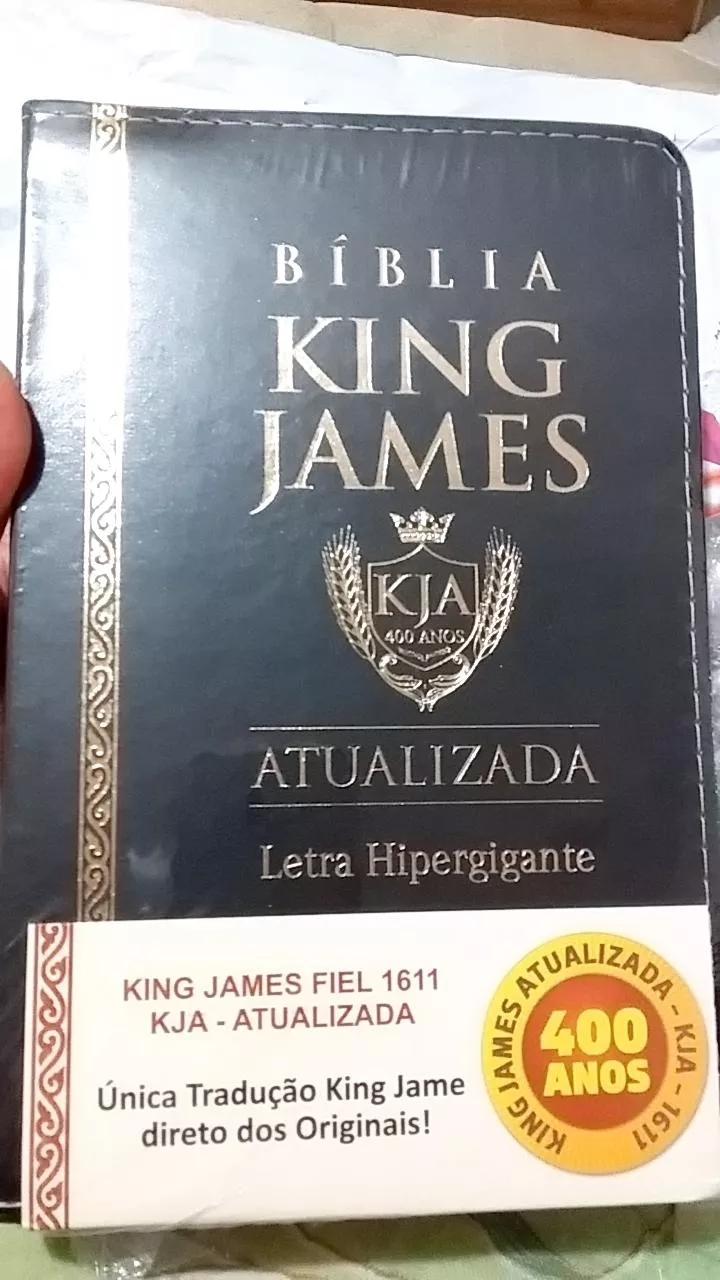 BÍBLIA
KING
JAMES
KJA
400 ANOS
ATUALIZADA
Letra Hipergigante
KING JAMES FIEL 1611
KJA - ATUALIZADA
Única Tradução King Jame
direto dos Originais!
KING JAMES ATUALIZADA - KJA - 1611
400
ANOS